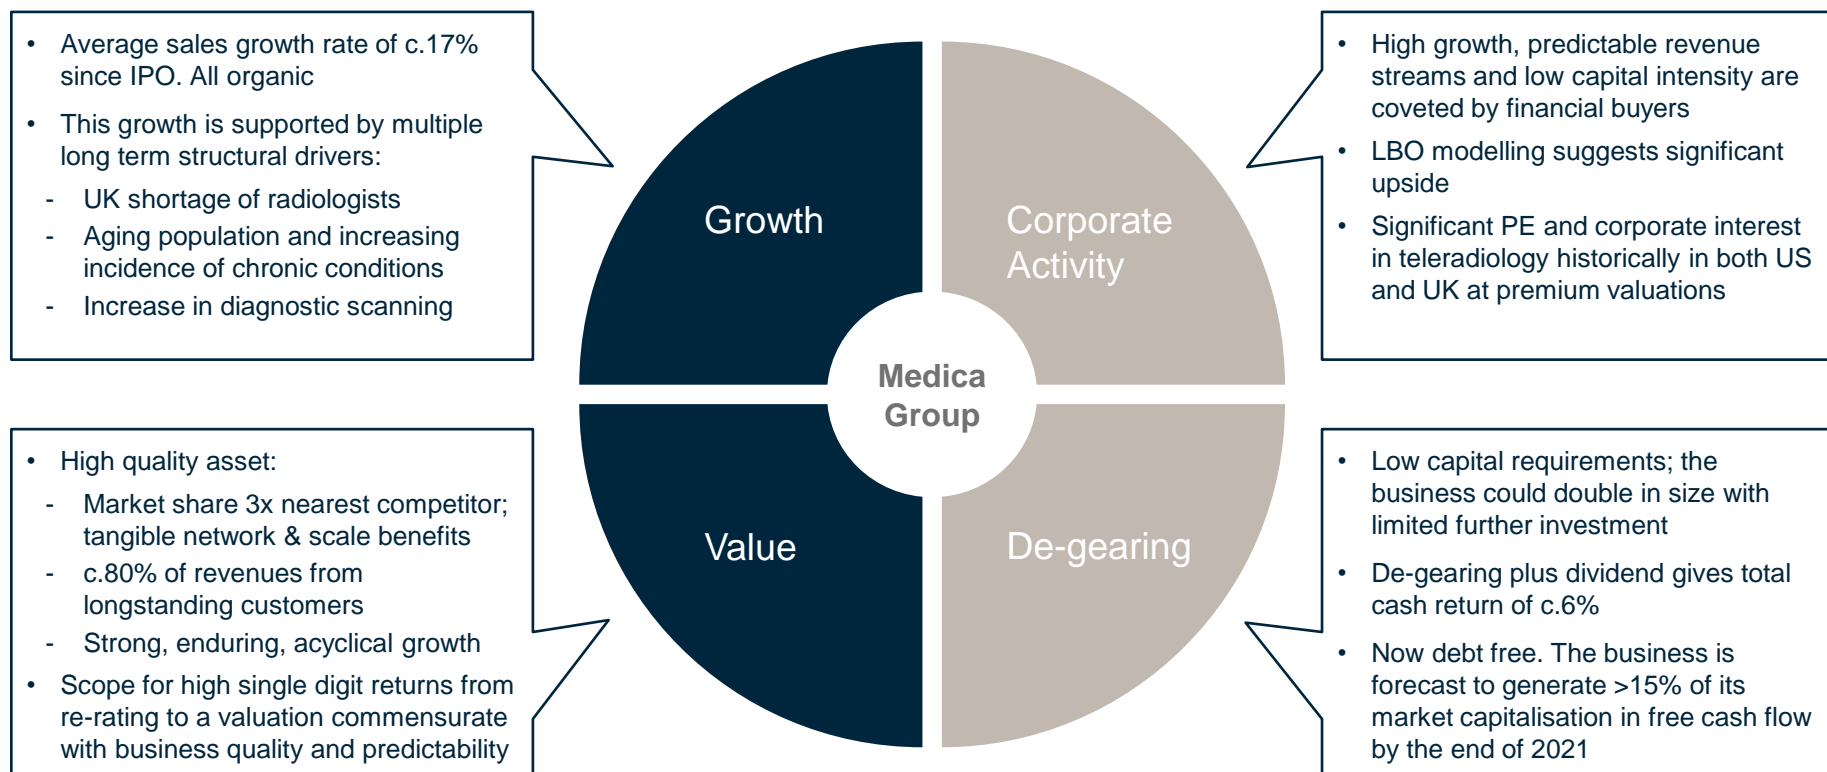 • Average sales growth rate of c.17%
since IPO. All organic
• This growth is supported by multiple
long term structural drivers:
- UK shortage of radiologists
- Aging population and increasing
incidence of chronic conditions
- Increase in diagnostic scanning
Growth
Corporate
Activity
• High growth, predictable revenue
streams and low capital intensity are
coveted by financial buyers
• LBO modelling suggests significant
upside
• Significant PE and corporate interest
in teleradiology historically in both US
and UK at premium valuations
Medica
Group
• High quality asset:
- Market share 3x nearest competitor;
tangible network & scale benefits
- c.80% of revenues from
longstanding customers
- Strong, enduring, acyclical growth
• Scope for high single digit returns from
re-rating to a valuation commensurate
with business quality and predictability
Value
De-gearing
• Low capital requirements; the
business could double in size with
limited further investment
• De-gearing plus dividend gives total
cash return of c.6%
• Now debt free. The business is
forecast to generate >15% of its
market capitalisation in free cash flow
by the end of 2021